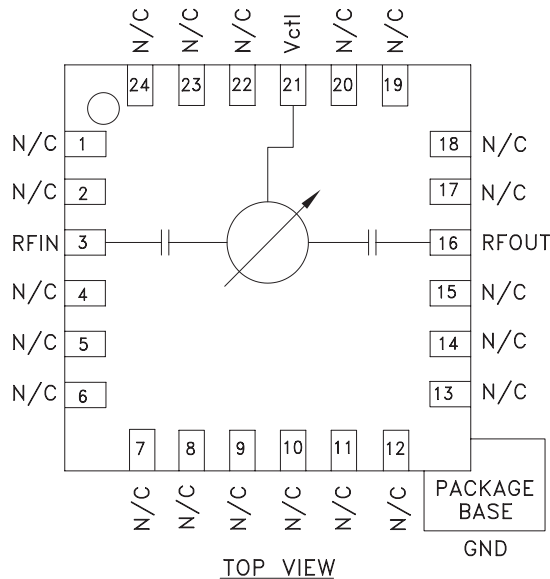 N/C N/C N/C Vctl N/C N/C
24 23 22 21 20 19
N/C 1 18 N/C
N/C 2 17 N/C
RFIN 3 16 RFOUT
N/C 4 15 N/C
N/C 5 14 N/C
N/C 6 13 N/C
7 8 9 10 11 12
N/C N/C N/C N/C N/C N/C
PACKAGE
BASE
GND
TOP VIEW